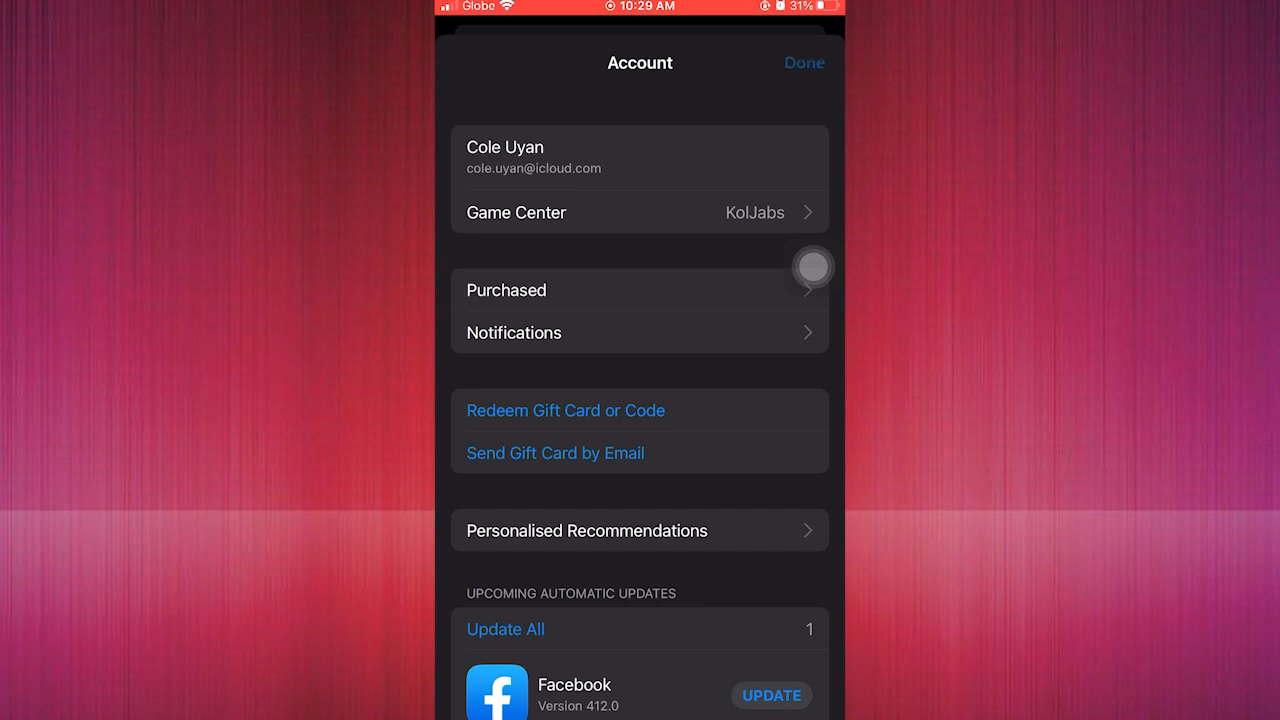 Globe 10:29 AM 31%
Account
Done
Cole Uyan
cole.uyan@icloud.com
Game Center KolJabs
Purchased
Notifications
Redeem Gift Card or Code
Send Gift Card by Email
Personalised Recommendations
UPCOMING AUTOMATIC UPDATES
Update All 1
Facebook
UPDATE
Version 412.0